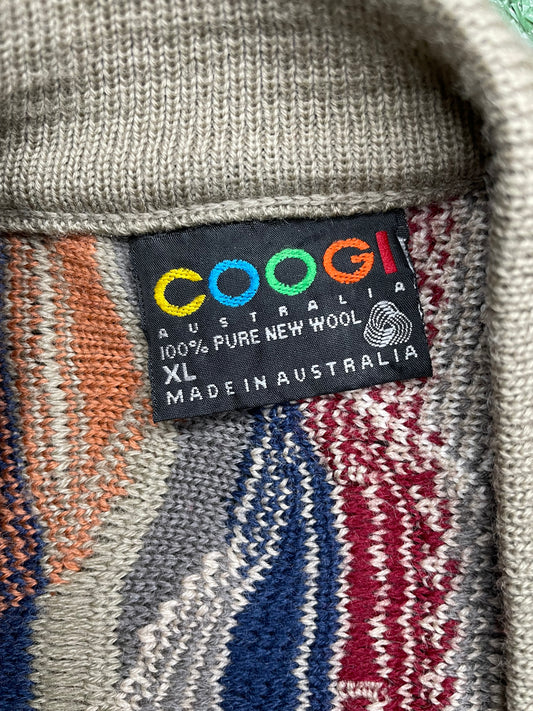 COOGI
AUSTRALIA
100% PURE NEW WOOL
XL
MADE IN AUSTRALIA